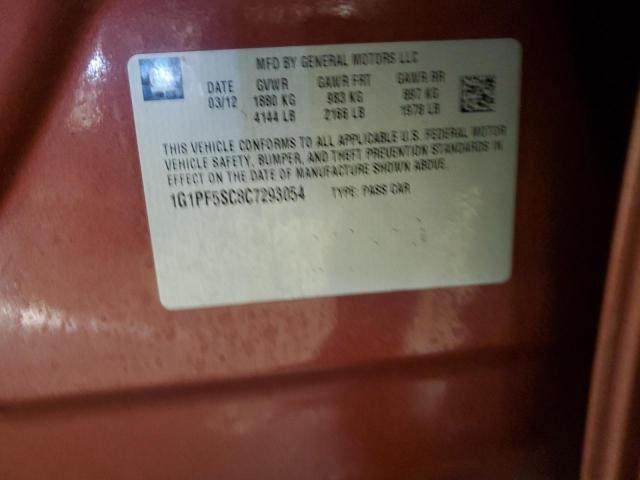 MFD BY GENERAL MOTORS LLC
DATE GVWR GAWR FRT GAWR RR
03/12 1880 KG 983 KG 897 KG
4144 LB 2166 LB 1978 LB
THIS VEHICLE CONFORMS TO ALL APPLICABLE U.S. FEDERAL MOTOR
VEHICLE SAFETY, BUMPER, AND THEFT PREVENTION STANDARDS IN
EFFECT ON THE DATE OF MANUFACTURE SHOWN ABOVE.
1G1PF5SC8C7293054 TYPE: PASS CAR